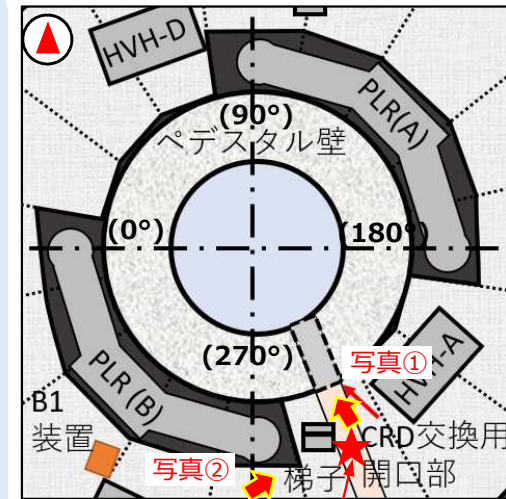 HVH-D
PLR(A)
(90°)
ペデスタル壁
(0°)
(180°)
(270°)
写真①
HVH-A
PLR (B)
B1
装置
CRD交換用
開口部
写真②
梯子